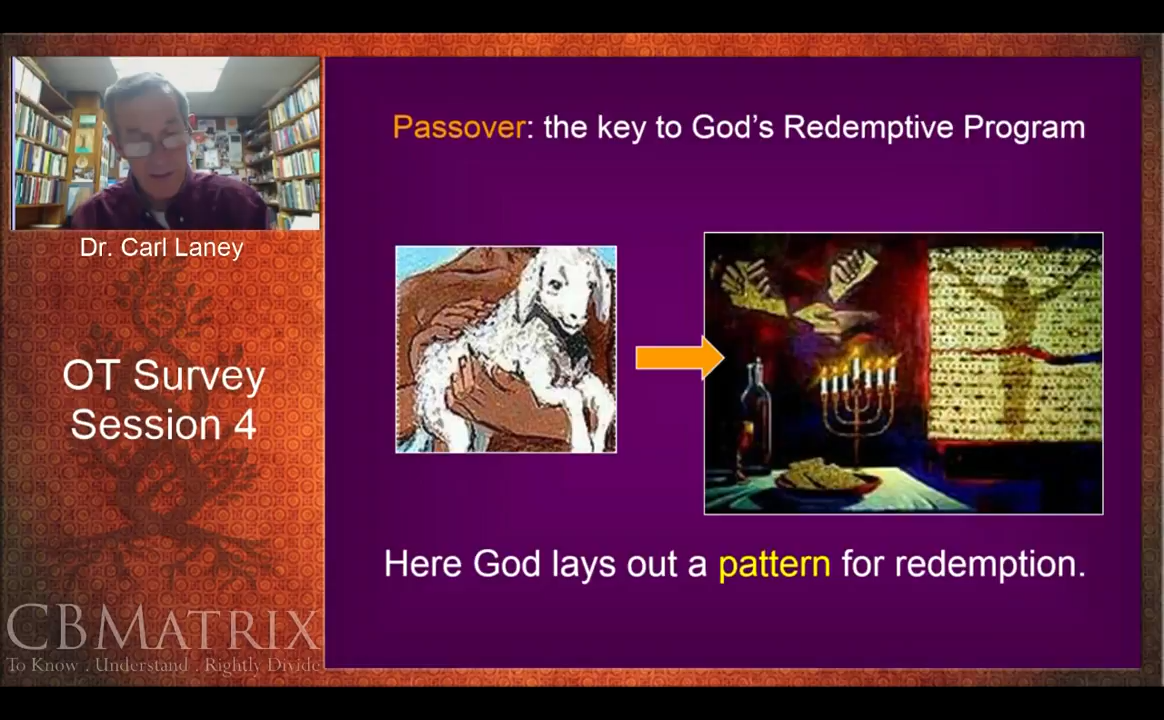 Passover: the key to God's Redemptive Program
Dr. Carl Laney
OT Survey
Session 4
Here God lays out a pattern for redemption.
CBMATRIX
To Know . Understand . Rightly Divide